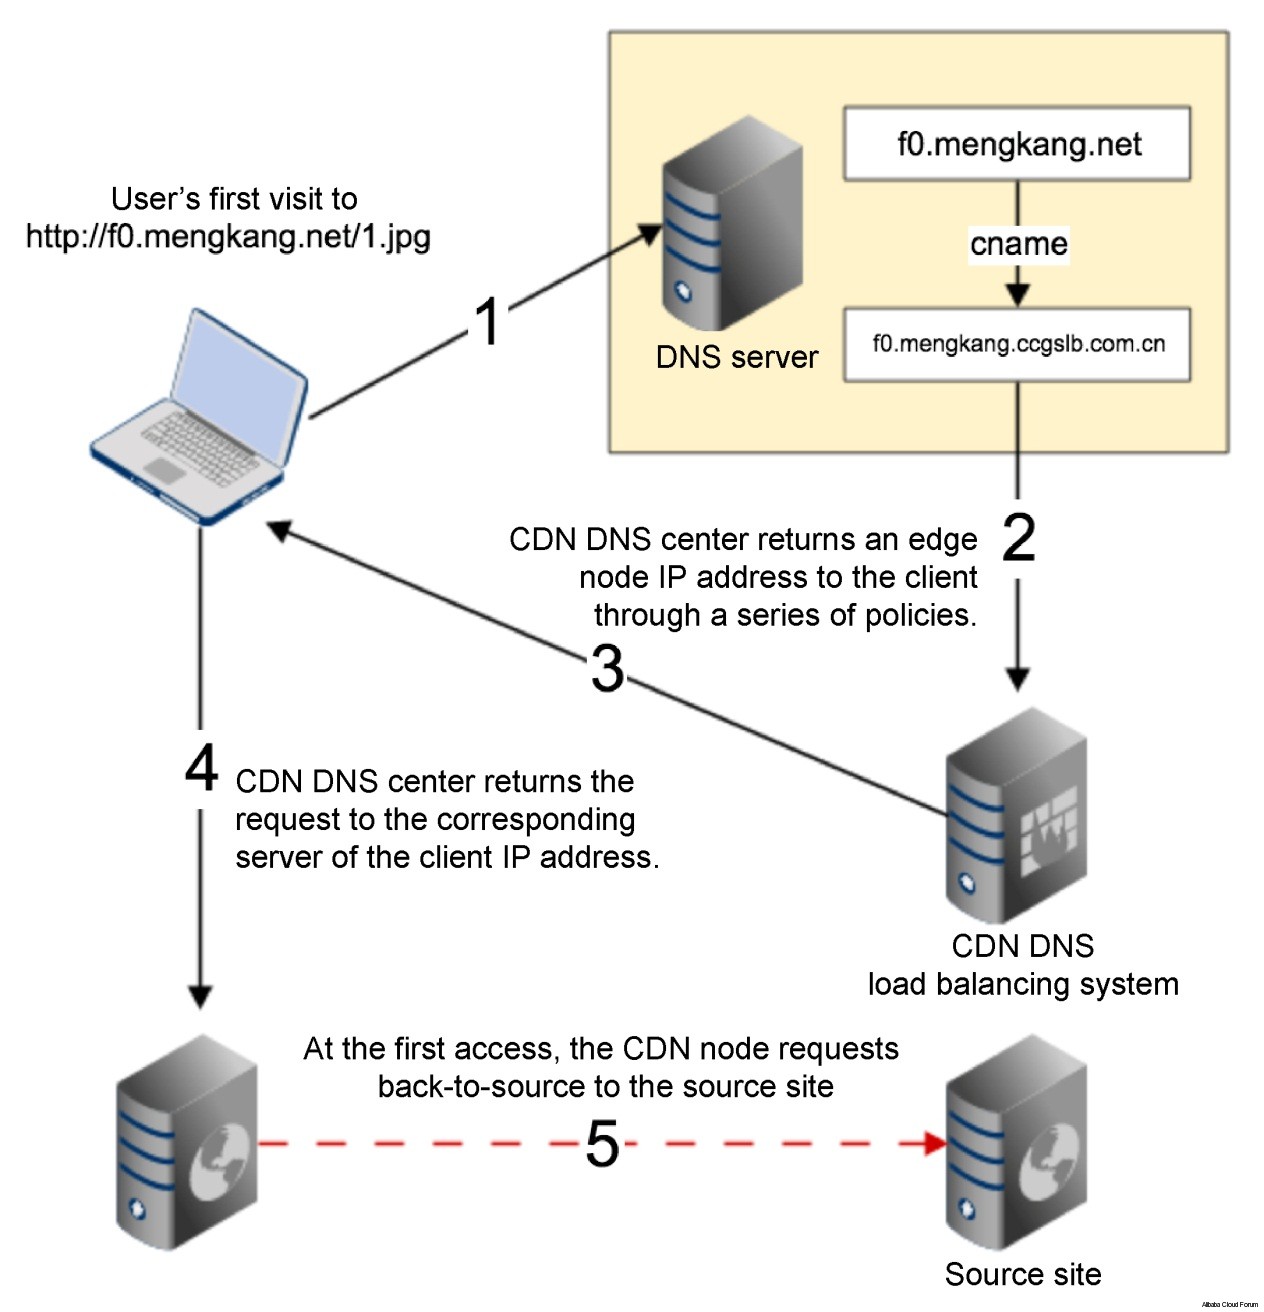 User's first visit to
http://f0.mengkang.net/1.jpg
f0.mengkang.net
cname
f0.mengkang.ccgslb.com.cn
DNS server
1
2
CDN DNS center returns an edge
node IP address to the client
through a series of policies.
3
4
CDN DNS center returns the
request to the corresponding
server of the client IP address.
CDN DNS
load balancing system
At the first access, the CDN node requests
back-to-source to the source site
5
Source site
Alibaba Cloud Forum